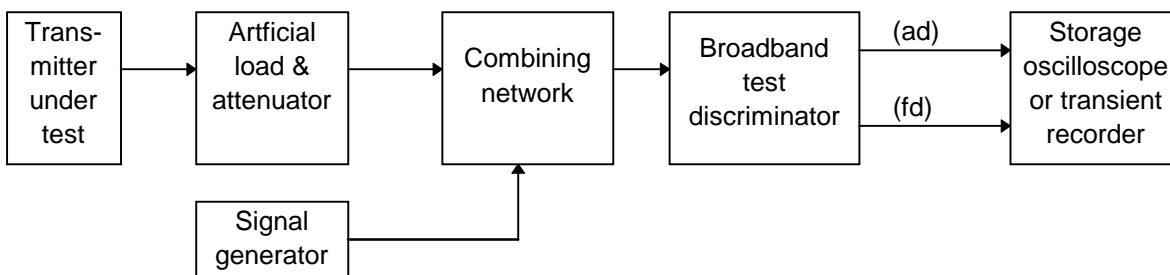 Trans-
mitter
under
test
Artficial
load &
attenuator
Combining
network
Broadband
test
discriminator
(ad)
(fd)
Storage
oscilloscope
or transient
recorder
Signal
generator